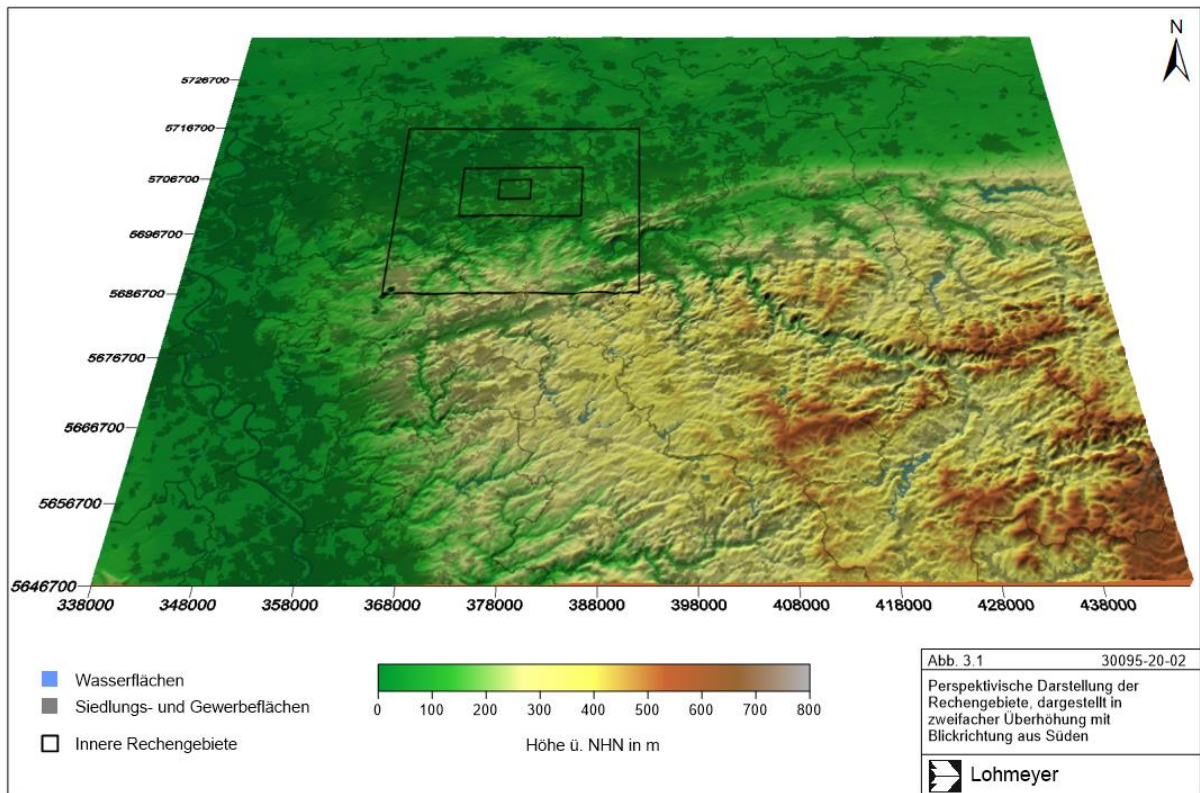 N
5726700
5716700
5706700
5696700
5686700
5676700
5666700
5656700
5646700
338000 348000 358000 368000 378000 388000 398000 408000 418000 428000 438000
Wasserflächen
Siedlungs- und Gewerbeflächen
Innere Rechengebiete
0 100 200 300 400 500 600 700 800
Höhe ü. NHN in m
Abb. 3.1 30095-20-02
Perspektivische Darstellung der
Rechengebiete, dargestellt in
zweifacher Überhöhung mit
Blickrichtung aus Süden
Lohmeyer